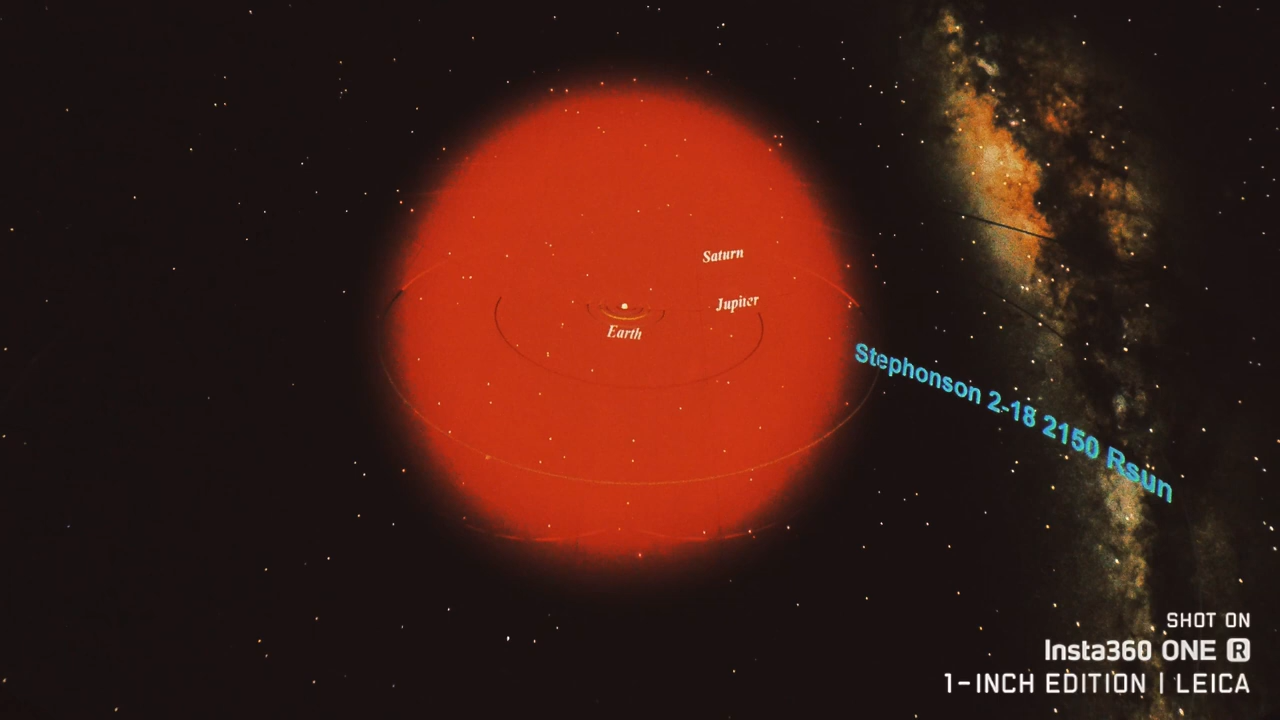 Saturn
Jupiter
Earth
Stephonson 2-18 2150 Rsun
SHOT ON
Insta360 ONE R
1-INCH EDITION | LEICA